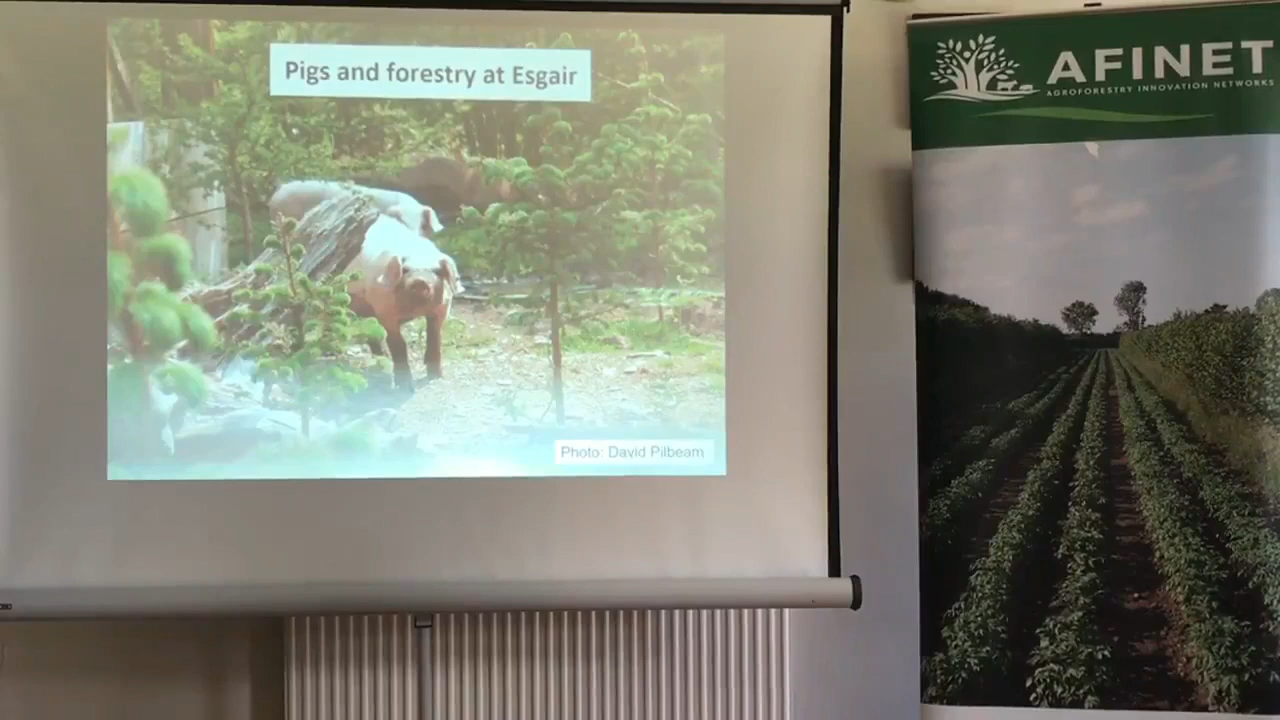 Pigs and forestry at Esgair
Photo: David Pilbeam
AFINET
AGROFORESTRY INNOVATION NETWORKS